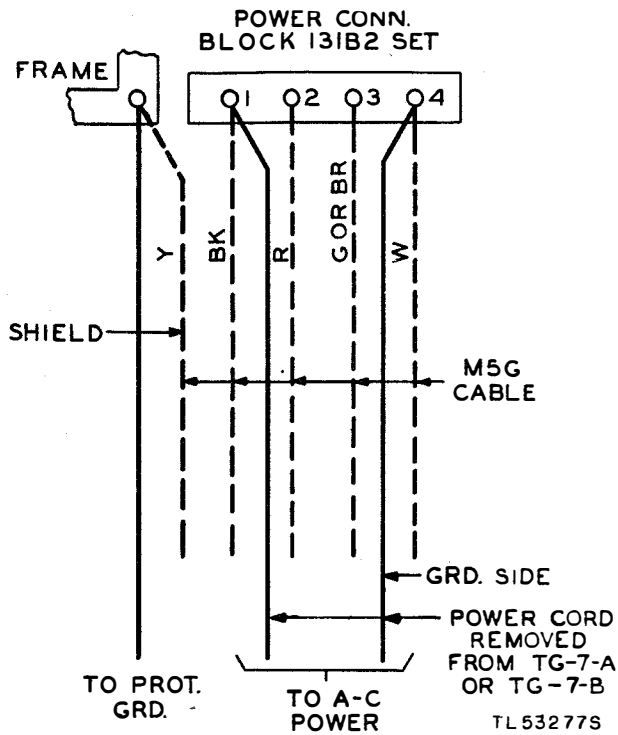 POWER CONN.
BLOCK 131B2 SET
FRAME
1
2
3
4
Y
BK
R
G OR BR
W
SHIELD
M5G
CABLE
GRD. SIDE
POWER CORD
REMOVED
FROM TG-7-A
OR TG-7-B
TO PROT.
GRD.
TO A-C
POWER
TL53277S